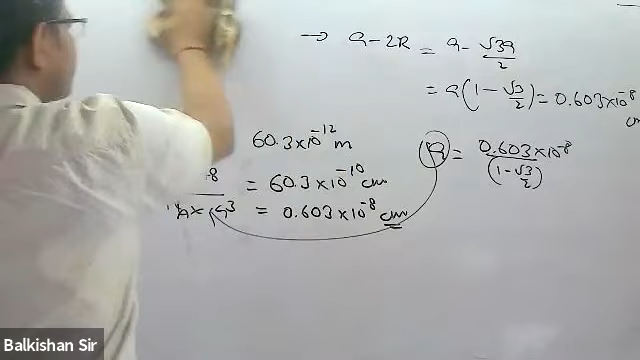 → a-2R = a - √3a/2
= a(1 - √3/2) = 0.603×10⁻⁸ cm
60.3×10⁻¹² m
= 60.3×10⁻¹⁰ cm
= 0.603×10⁻⁸ cm
a = 0.603×10⁻⁸/(1-√3/2)
Balkishan Sir